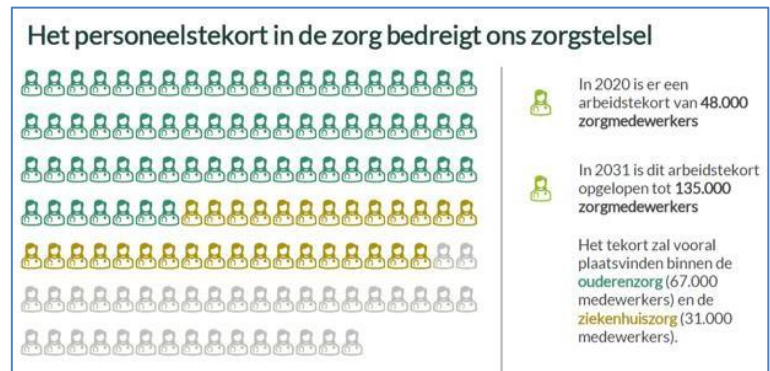 Het personeelstekort in de zorg bedreigt ons zorgstelsel
In 2020 is er een
arbeidstekort van 48.000
zorgmedewerkers
In 2031 is dit arbeidstekort
opgelopen tot 135.000
zorgmedewerkers
Het tekort zal vooral
plaatsvinden binnen de
ouderenzorg (67.000
medewerkers) en de
ziekenhuiszorg (31.000
medewerkers).